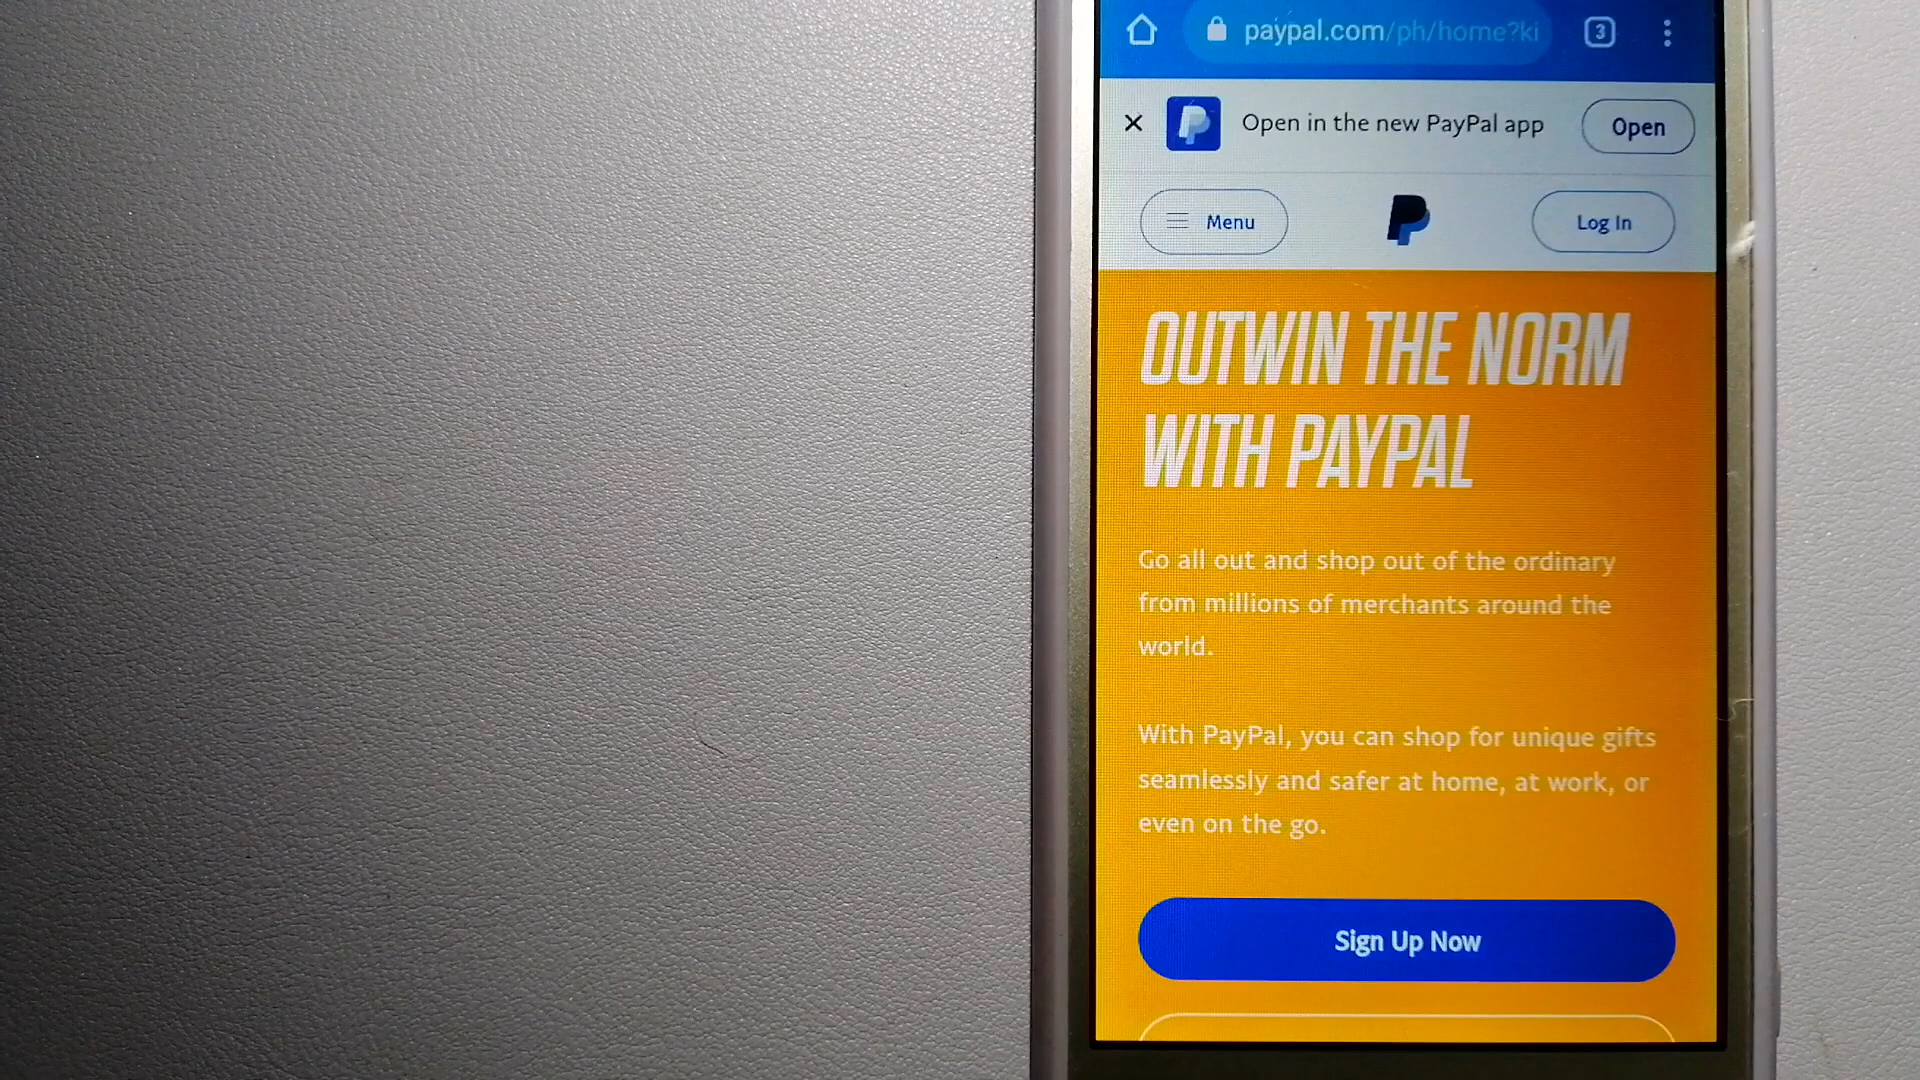 paypal.com/ph/home?ki
3
Open in the new PayPal app
Open
Menu
Log In
OUTWIN THE NORM
WITH PAYPAL
Go all out and shop out of the ordinary
from millions of merchants around the
world.
With PayPal, you can shop for unique gifts
seamlessly and safer at home, at work, or
even on the go.
Sign Up Now